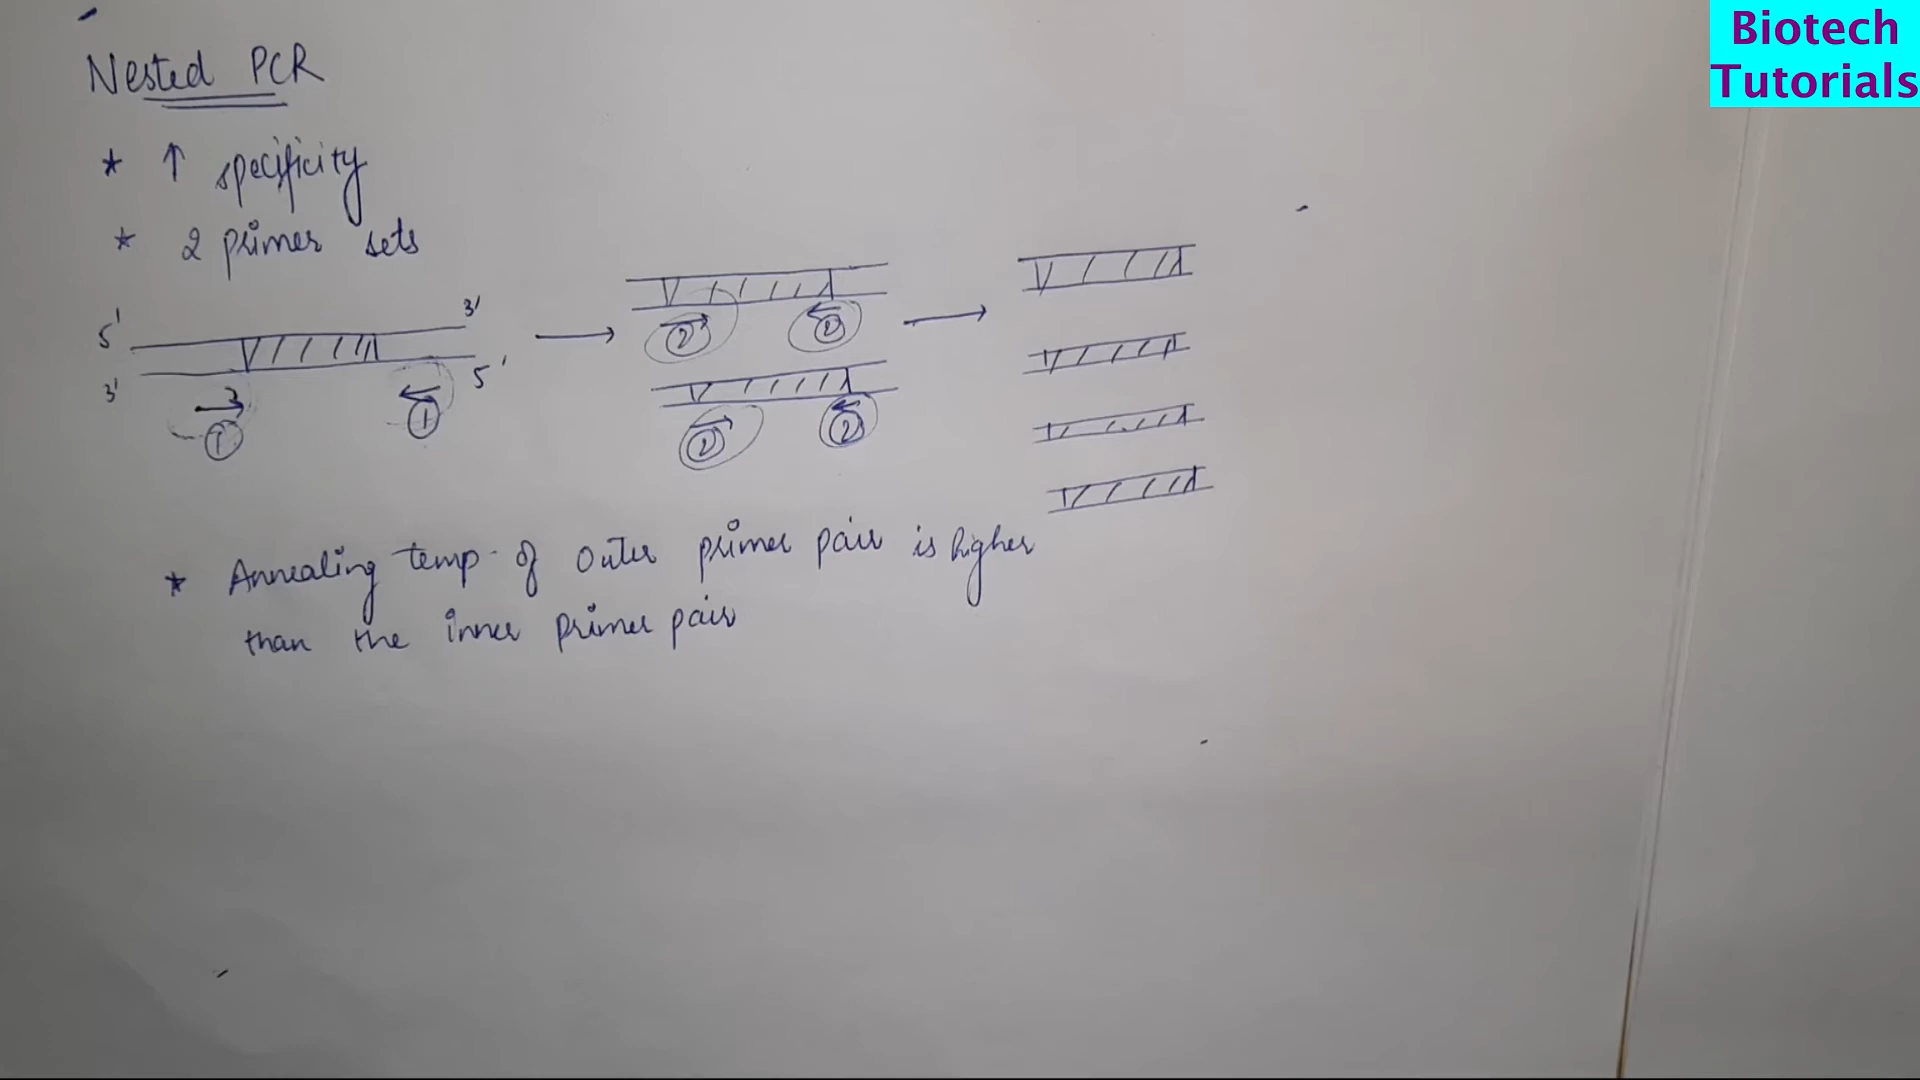 Biotech
Tutorials
Nested PCR
* ↑ specificity
* 2 primer sets
5' 3'
3' 5'
1 1
2 2
2 2
* Annealing temp. of outer primer pair is higher
than the inner primer pair